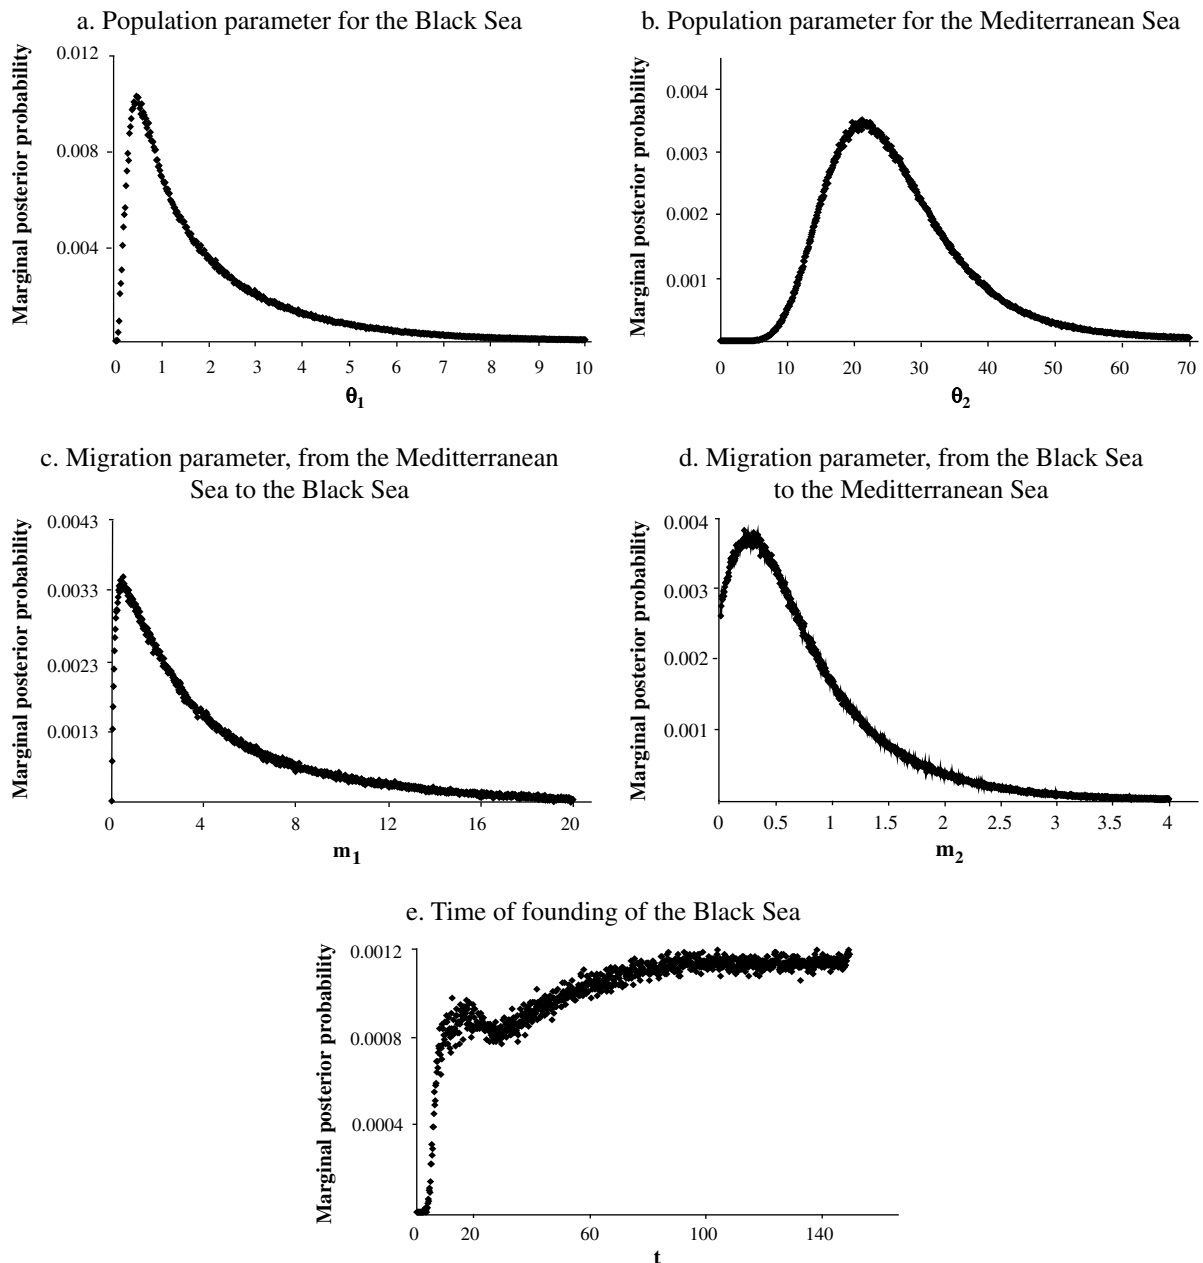 a. Population parameter for the Black Sea
Marginal posterior probability
0.012
0.008
0.004
0 1 2 3 4 5 6 7 8 9 10
θ1
b. Population parameter for the Mediterranean Sea
Marginal posterior probability
0.004
0.003
0.002
0.001
0 10 20 30 40 50 60 70
θ2
c. Migration parameter, from the Mediterranean
Sea to the Black Sea
Marginal posterior probability
0.0043
0.0033
0.0023
0.0013
0 4 8 12 16 20
m1
d. Migration parameter, from the Black Sea
to the Meditterranean Sea
Marginal posterior probability
0.004
0.003
0.002
0.001
0 0.5 1 1.5 2 2.5 3 3.5 4
m2
e. Time of founding of the Black Sea
Marginal posterior probability
0.0012
0.0008
0.0004
0 20 60 100 140
t